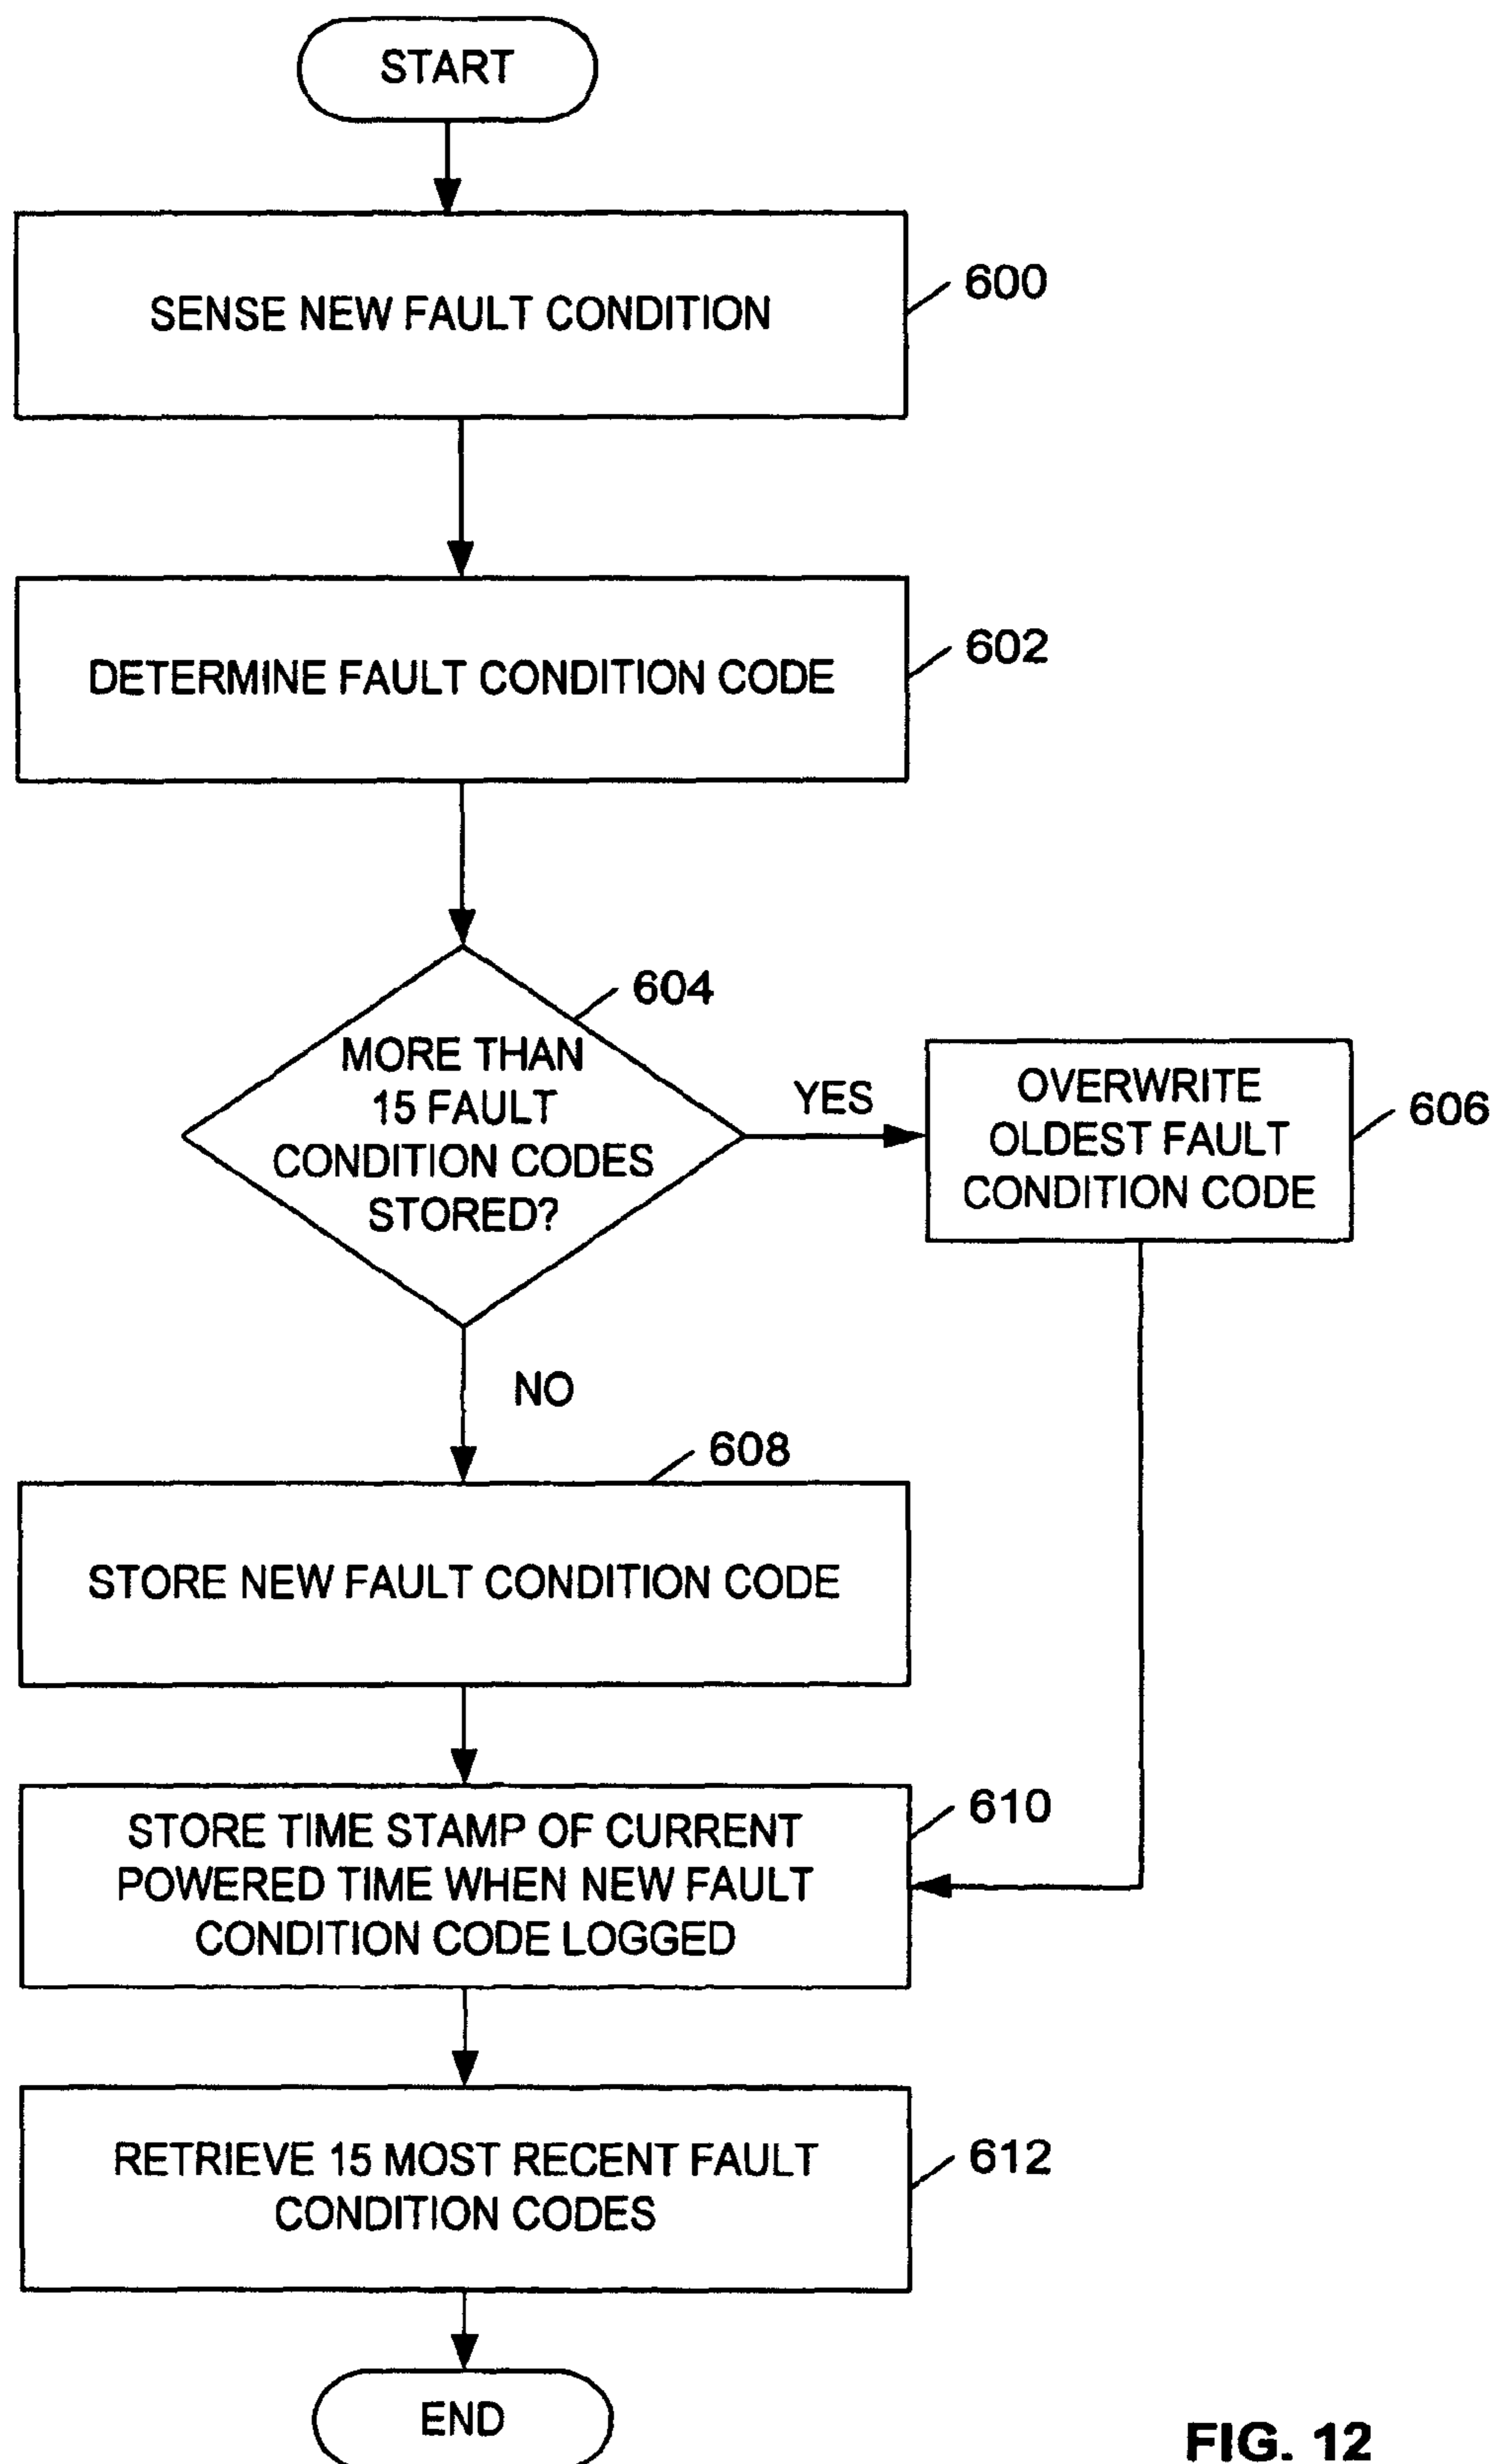 START
SENSE NEW FAULT CONDITION
600
DETERMINE FAULT CONDITION CODE
602
604
MORE THAN
15 FAULT
CONDITION CODES
STORED?
YES
OVERWRITE
OLDEST FAULT
CONDITION CODE
606
NO
608
STORE NEW FAULT CONDITION CODE
STORE TIME STAMP OF CURRENT
POWERED TIME WHEN NEW FAULT
CONDITION CODE LOGGED
610
RETRIEVE 15 MOST RECENT FAULT
CONDITION CODES
612
END
FIG. 12